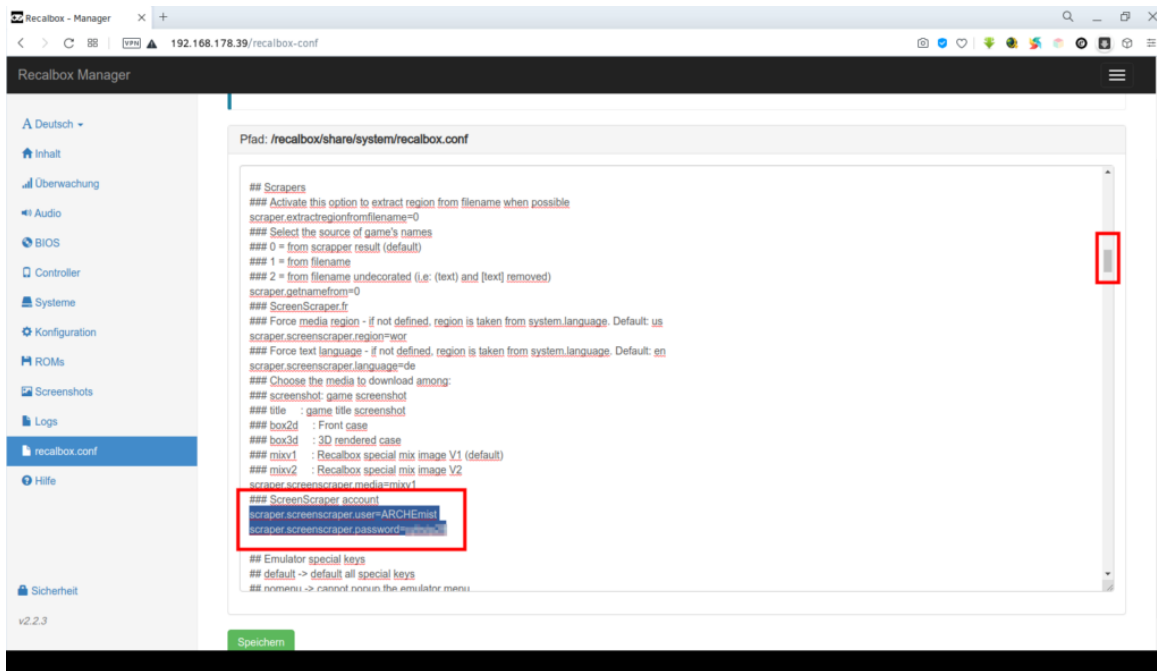 Recalbox - Manager
VPN
192.168.178.39/recalbox-conf
Recalbox Manager
A Deutsch
Inhalt
Überwachung
Audio
BIOS
Controller
Systeme
Konfiguration
ROMs
Screenshots
Logs
recalbox.conf
Hilfe
Sicherheit
v2.2.3
Pfad: /recalbox/share/system/recalbox.conf
## Scrapers
### Activate this option to extract region from filename when possible
scraper.extractregionfromfilename=0
### Select the source of game's names
### 0 = from scrapper result (default)
### 1 = from filename
### 2 = from filename undecorated (i.e: (text) and [text] removed)
scraper.getnamefrom=0
### ScreenScraper.fr
### Force media region - if not defined, region is taken from system.language. Default: us
scraper.screenscraper.region=wor
### Force text language - if not defined, region is taken from system.language. Default: en
scraper.screenscraper.language=de
### Choose the media to download among:
### screenshot: game screenshot
### title : game title screenshot
### box2d : Front case
### box3d : 3D rendered case
### mixv1 : Recalbox special mix image V1 (default)
### mixv2 : Recalbox special mix image V2
scraper.screenscraper.media=mixv1
### ScreenScraper account
scraper.screenscraper.user=ARCHEmist
scraper.screenscraper.password=
## Emulator special keys
## default -> default all special keys
## nomenu -> cannot popup the emulator menu
Speichern